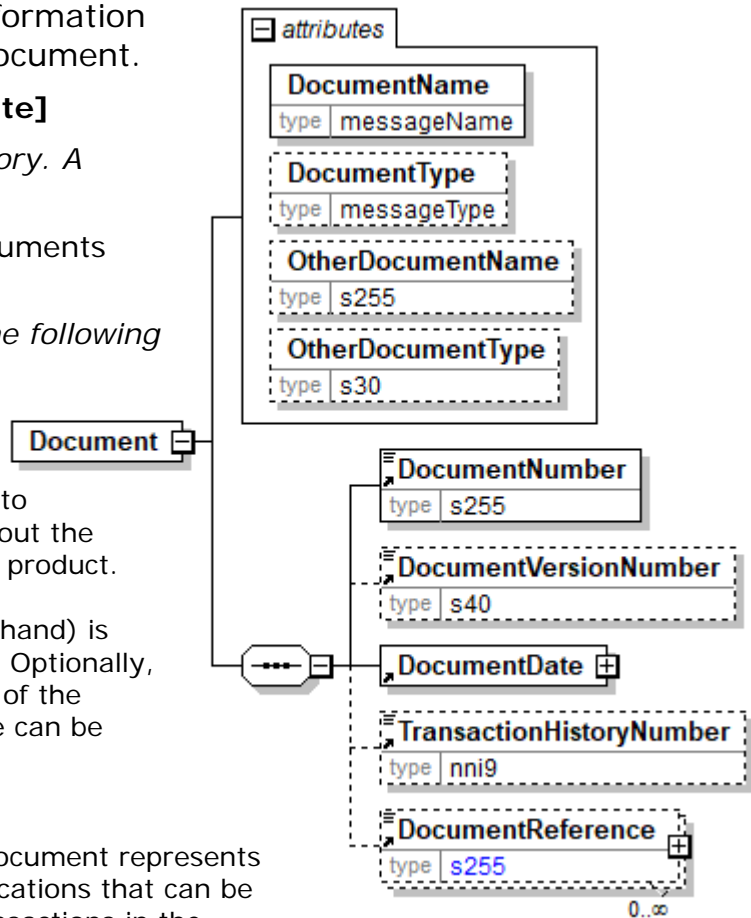 formation
ocument.
te]
ory. A
uments
e following
to
out the
product.
hand) is
Optionally,
of the
e can be
ocument represents
cations that can be
attributes
DocumentName
type messageName
DocumentType
type messageType
OtherDocumentName
type s255
OtherDocumentType
type s30
Document
DocumentNumber
type s255
DocumentVersionNumber
type s40
DocumentDate
TransactionHistoryNumber
type nni9
DocumentReference
type s255
0..∞